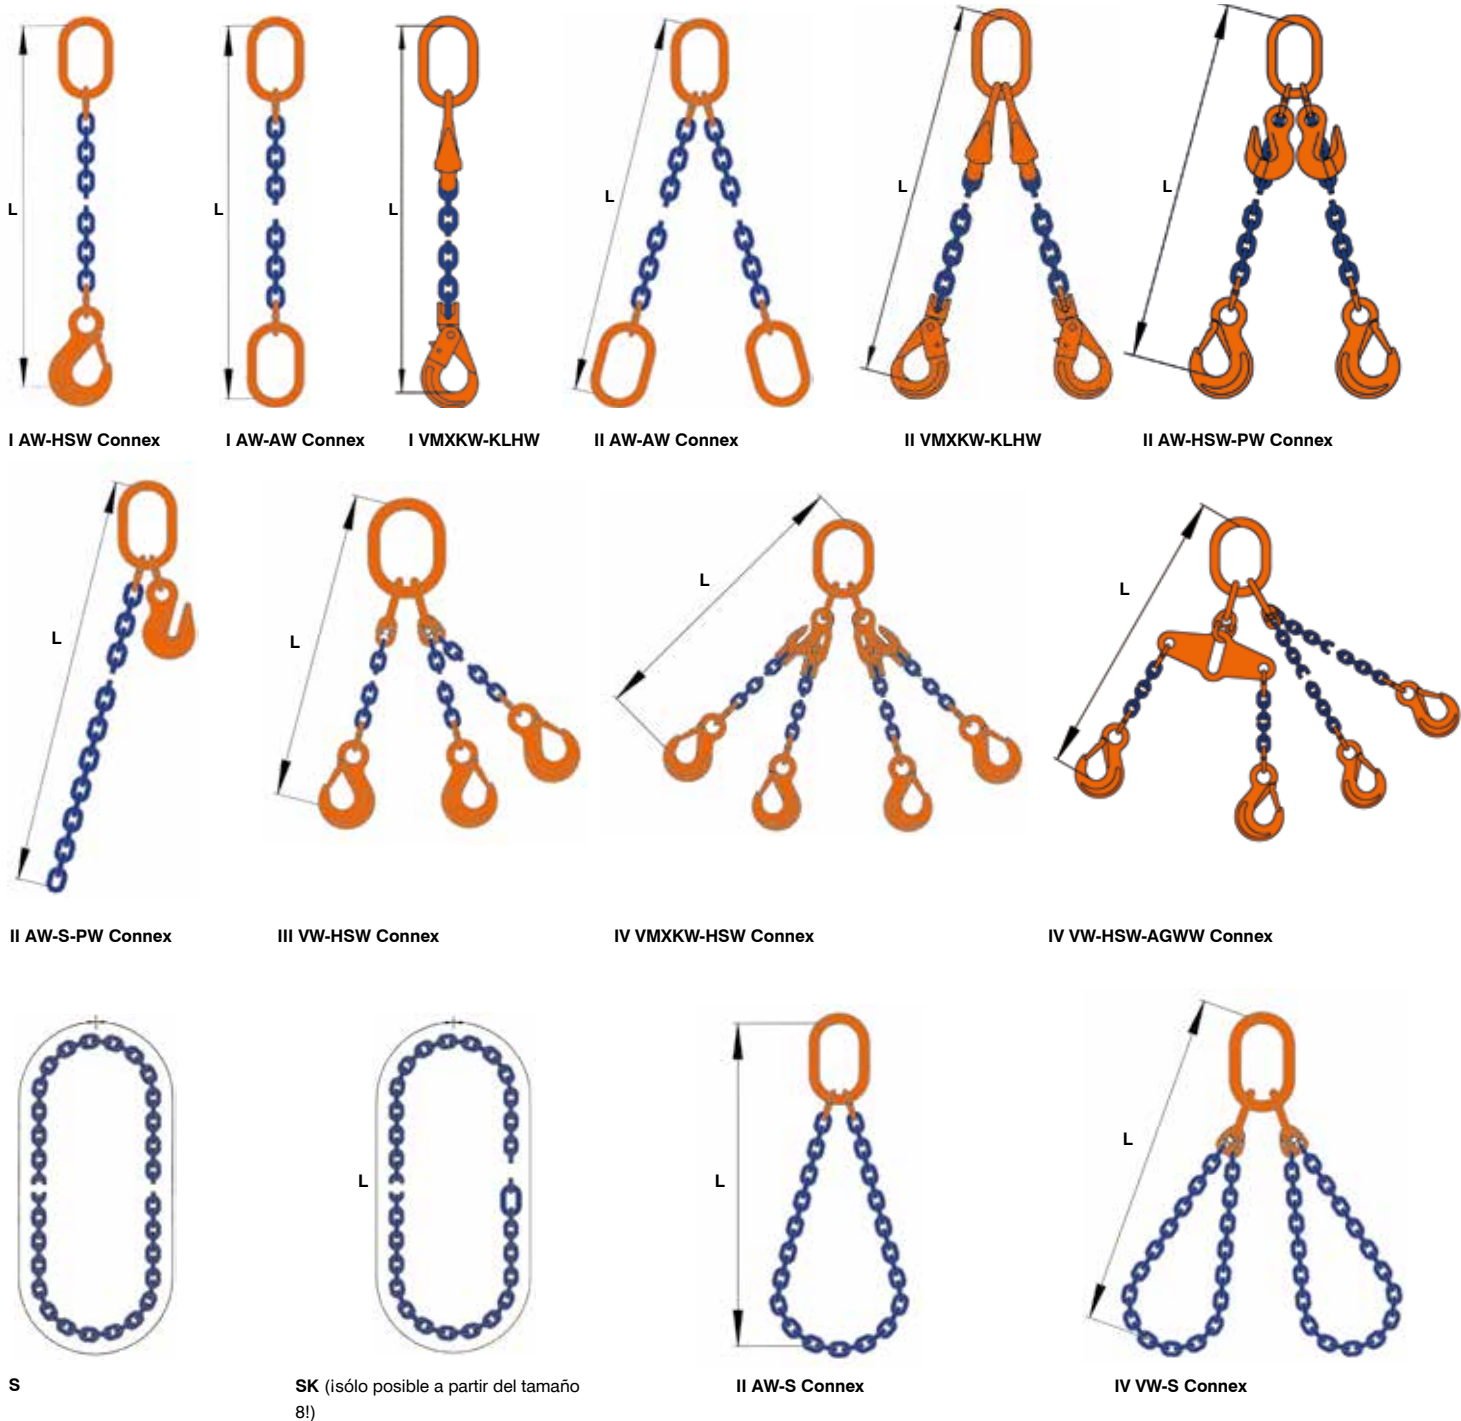 L
L
L
L
L
L
I AW-HSW Connex
I AW-AW Connex
I VMXKW-KLHW
II AW-AW Connex
II VMXKW-KLHW
II AW-HSW-PW Connex
L
L
L
L
II AW-S-PW Connex
III VW-HSW Connex
IV VMXKW-HSW Connex
IV VW-HSW-AGWW Connex
L
L
L
S
SK (¡sólo posible a partir del tamaño
8!)
II AW-S Connex
IV VW-S Connex